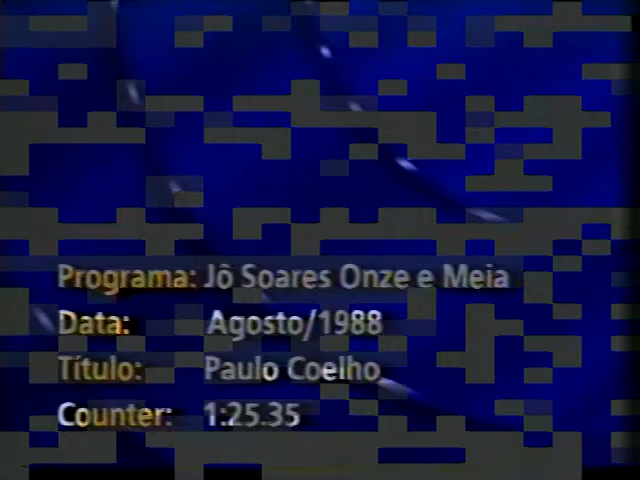 Programa: Jô Soares Onze e Meia
Data: Agosto/1988
Título: Paulo Coelho
Counter: 1:25.35